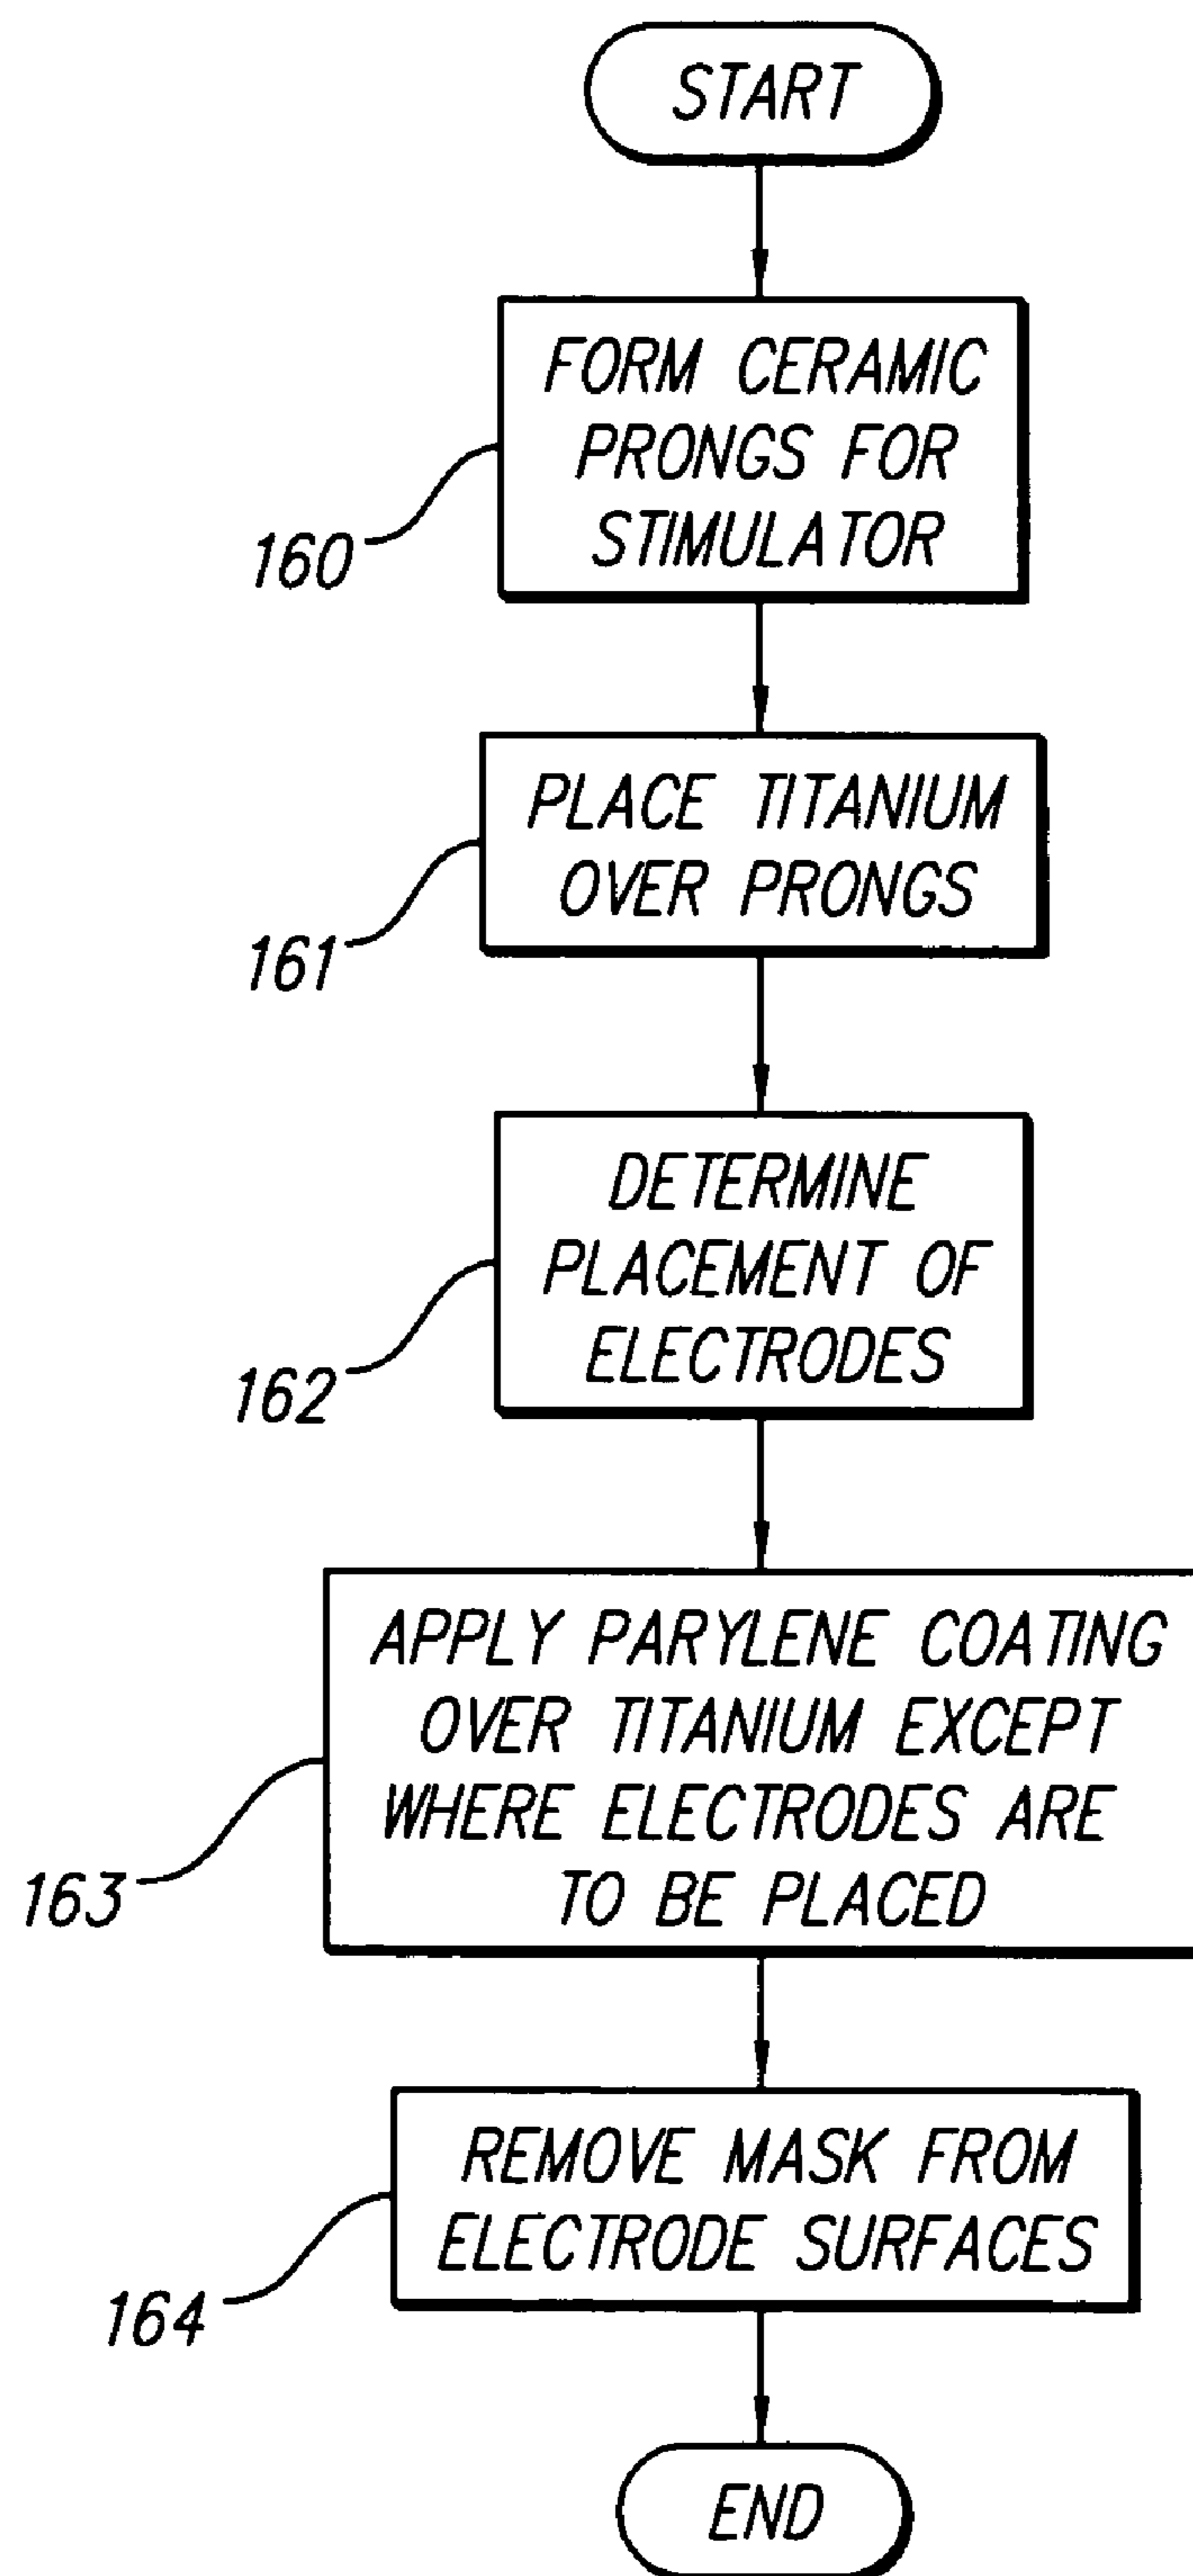 START
FORM CERAMIC
PRONGS FOR
STIMULATOR
160
PLACE TITANIUM
OVER PRONGS
161
DETERMINE
PLACEMENT OF
ELECTRODES
162
APPLY PARYLENE COATING
OVER TITANIUM EXCEPT
WHERE ELECTRODES ARE
TO BE PLACED
163
REMOVE MASK FROM
ELECTRODE SURFACES
164
END